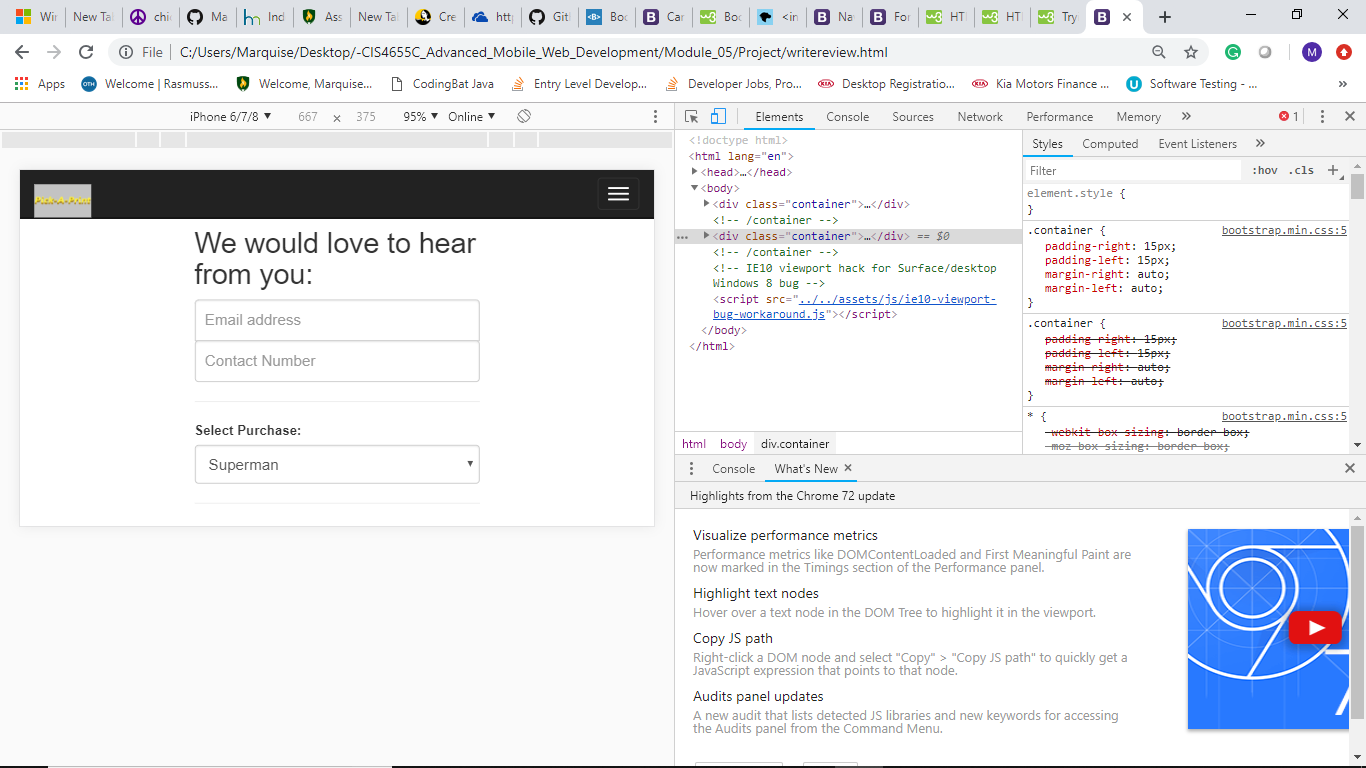 Win New Tal chi Ma Ind Ass New Tal Cre http Gitl Boo Car Boo <in Na For HTI HTI Try
File C:/Users/Marquise/Desktop/-CIS4655C_Advanced_Mobile_Web_Development/Module_05/Project/writereview.html M
Apps OTH Welcome | Rasmuss... Welcome, Marquise... CodingBat Java Entry Level Develop... Developer Jobs, Pro... Desktop Registratio... Kia Motors Finance ... Software Testing - ... »
iPhone 6/7/8 ▼ 667 x 375 95% ▼ Online ▼
Pick-A-Print
We would love to hear
from you:
Email address
Contact Number
Select Purchase:
Superman
Elements Console Sources Network Performance Memory » 1
<!doctype html>
<html lang="en">
<head>…</head>
<body>
<div class="container">…</div>
<!-- /container -->
... <div class="container">…</div> == $0
<!-- /container -->
<!-- IE10 viewport hack for Surface/desktop
Windows 8 bug -->
<script src="../../assets/js/ie10-viewport-
bug-workaround.js"></script>
</body>
</html>
html body div.container
Styles Computed Event Listeners »
Filter :hov .cls +
element.style {
}
.container { bootstrap.min.css:5
padding-right: 15px;
padding-left: 15px;
margin-right: auto;
margin-left: auto;
}
.container { bootstrap.min.css:5
padding-right: 15px;
padding-left: 15px;
margin-right: auto;
margin-left: auto;
}
* { bootstrap.min.css:5
-webkit-box-sizing: border-box;
-moz-box-sizing: border-box;
Console What's New ×
Highlights from the Chrome 72 update
Visualize performance metrics
Performance metrics like DOMContentLoaded and First Meaningful Paint are
now marked in the Timings section of the Performance panel.
Highlight text nodes
Hover over a text node in the DOM Tree to highlight it in the viewport.
Copy JS path
Right-click a DOM node and select "Copy" > "Copy JS path" to quickly get a
JavaScript expression that points to that node.
Audits panel updates
A new audit that lists detected JS libraries and new keywords for accessing
the Audits panel from the Command Menu.